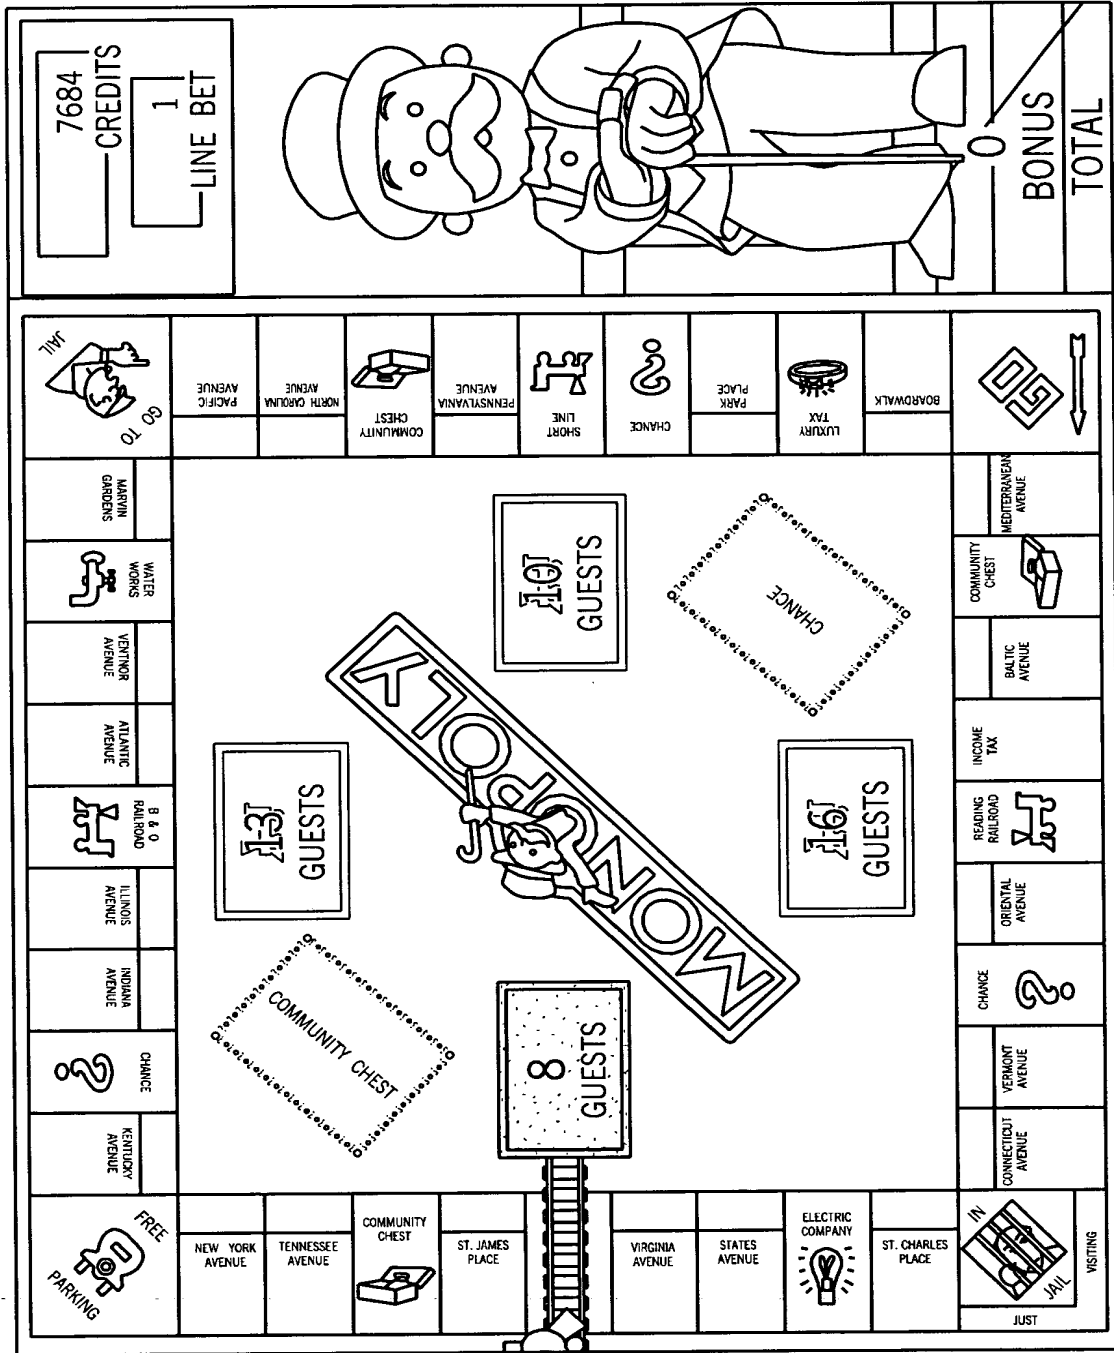 7684
CREDITS
1
LINE BET
0
BONUS
TOTAL
GO TO
JAIL
PACIFIC
AVENUE
NORTH CAROLINA
AVENUE
COMMUNITY
CHEST
PENNSYLVANIA
AVENUE
SHORT
LINE
CHANCE
PARK
PLACE
LUXURY
TAX
BOARDWALK
GO
MARVIN
GARDENS
WATER
WORKS
VENTNOR
AVENUE
ATLANTIC
AVENUE
B & O
RAILROAD
ILLINOIS
AVENUE
INDIANA
AVENUE
CHANCE
KENTUCKY
AVENUE
10
GUESTS
CHANCE
13
GUESTS
MONOPOLY
16
GUESTS
COMMUNITY CHEST
8
GUESTS
MEDITERRANEAN
AVENUE
COMMUNITY
CHEST
BALTIC
AVENUE
INCOME
TAX
READING
RAILROAD
ORIENTAL
AVENUE
CHANCE
VERMONT
AVENUE
CONNECTICUT
AVENUE
FREE
PARKING
NEW YORK
AVENUE
TENNESSEE
AVENUE
COMMUNITY
CHEST
ST. JAMES
PLACE
VIRGINIA
AVENUE
STATES
AVENUE
ELECTRIC
COMPANY
ST. CHARLES
PLACE
IN
JAIL
JUST
VISITING